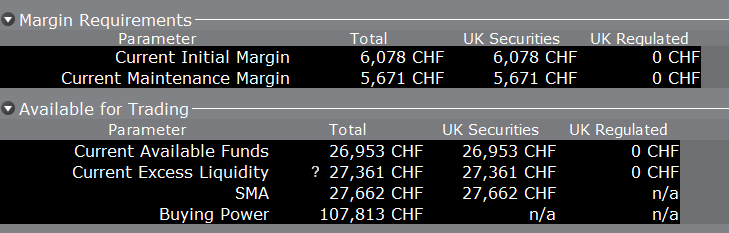 Margin Requirements
Parameter Total UK Securities UK Regulated
Current Initial Margin 6,078 CHF 6,078 CHF 0 CHF
Current Maintenance Margin 5,671 CHF 5,671 CHF 0 CHF
Available for Trading
Parameter Total UK Securities UK Regulated
Current Available Funds 26,953 CHF 26,953 CHF 0 CHF
Current Excess Liquidity ? 27,361 CHF 27,361 CHF 0 CHF
SMA 27,662 CHF 27,662 CHF n/a
Buying Power 107,813 CHF n/a n/a